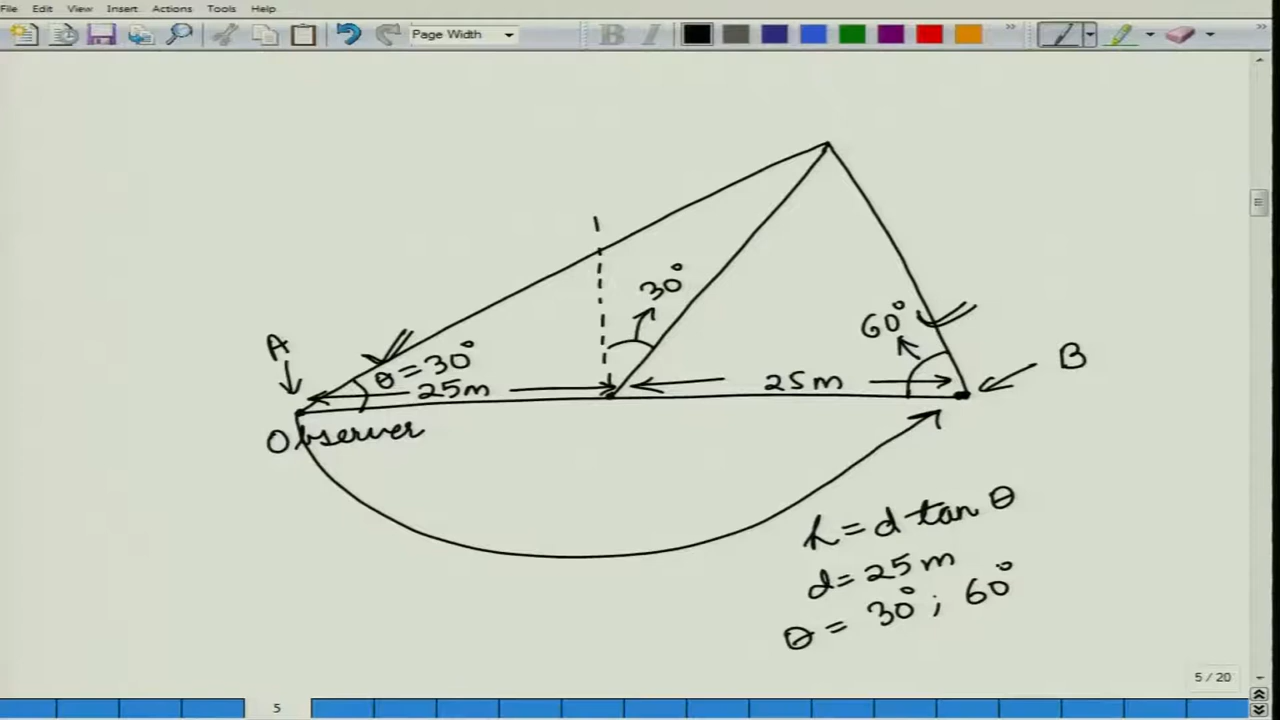 File Edit View Insert Actions Tools Help
Page Width
B I
30°
60°
A
B
θ = 30°
25m
25m
Observer
h = d tan θ
d = 25m
θ = 30° ; 60°
5 / 20
5